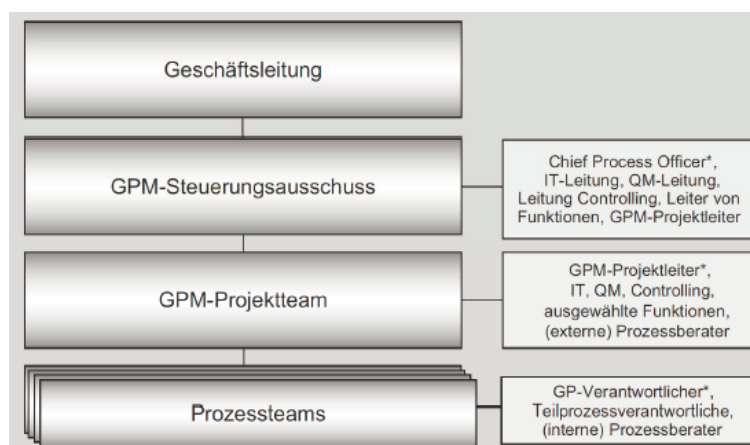 Geschäftsleitung
GPM-Steuerungsausschuss
Chief Process Officer*,
IT-Leitung, QM-Leitung,
Leitung Controlling, Leiter von
Funktionen, GPM-Projektleiter
GPM-Projektteam
GPM-Projektleiter*,
IT, QM, Controlling,
ausgewählte Funktionen,
(externe) Prozessberater
Prozessteams
GP-Verantwortlicher*,
Teilprozessverantwortliche,
(interne) Prozessberater